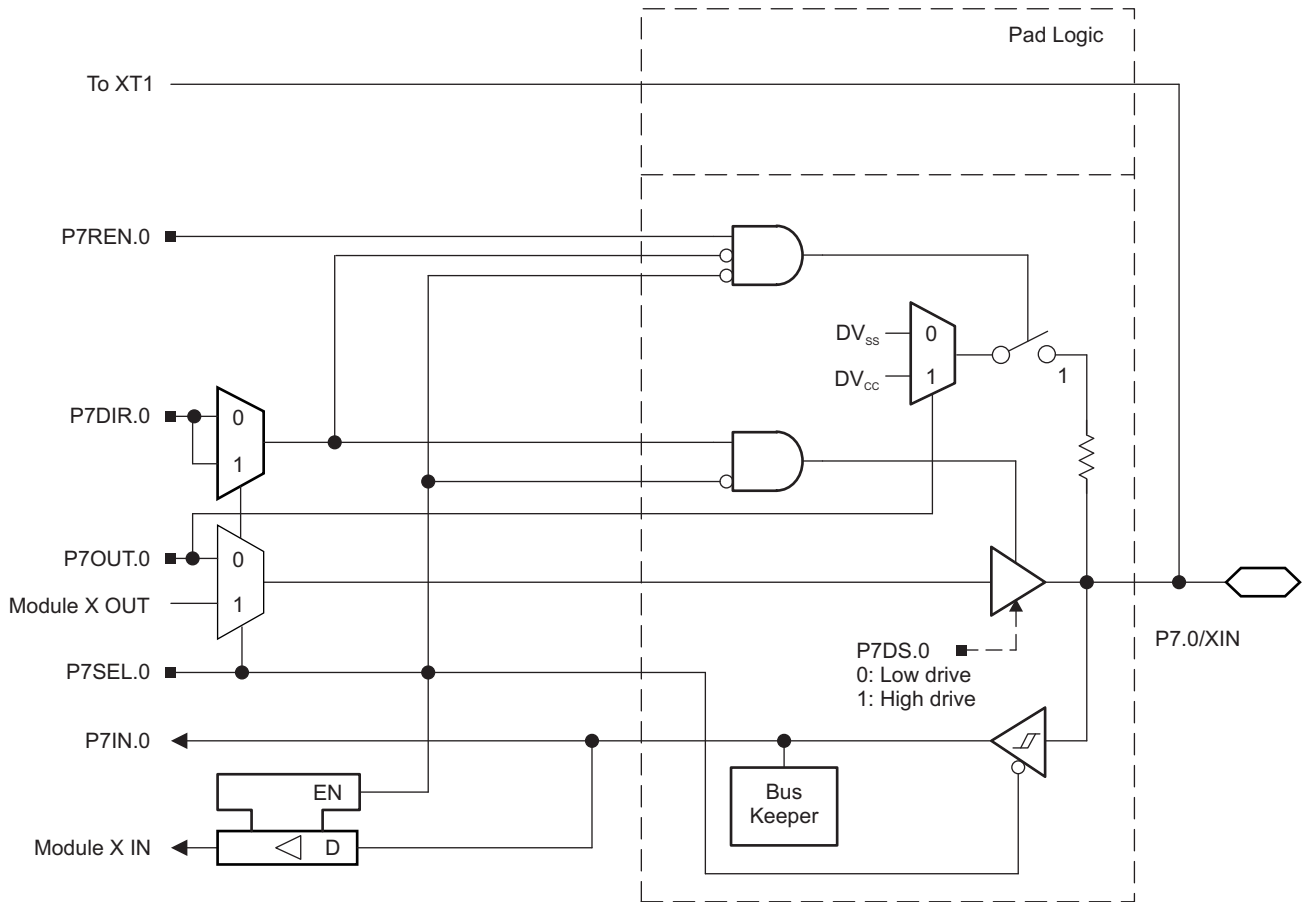 Pad Logic
To XT1
P7REN.0
DVSS
0
DVCC
1
1
P7DIR.0
0
1
P7OUT.0
0
Module X OUT
1
P7DS.0
0: Low drive
1: High drive
P7.0/XIN
P7SEL.0
P7IN.0
EN
Bus
Keeper
Module X IN
D